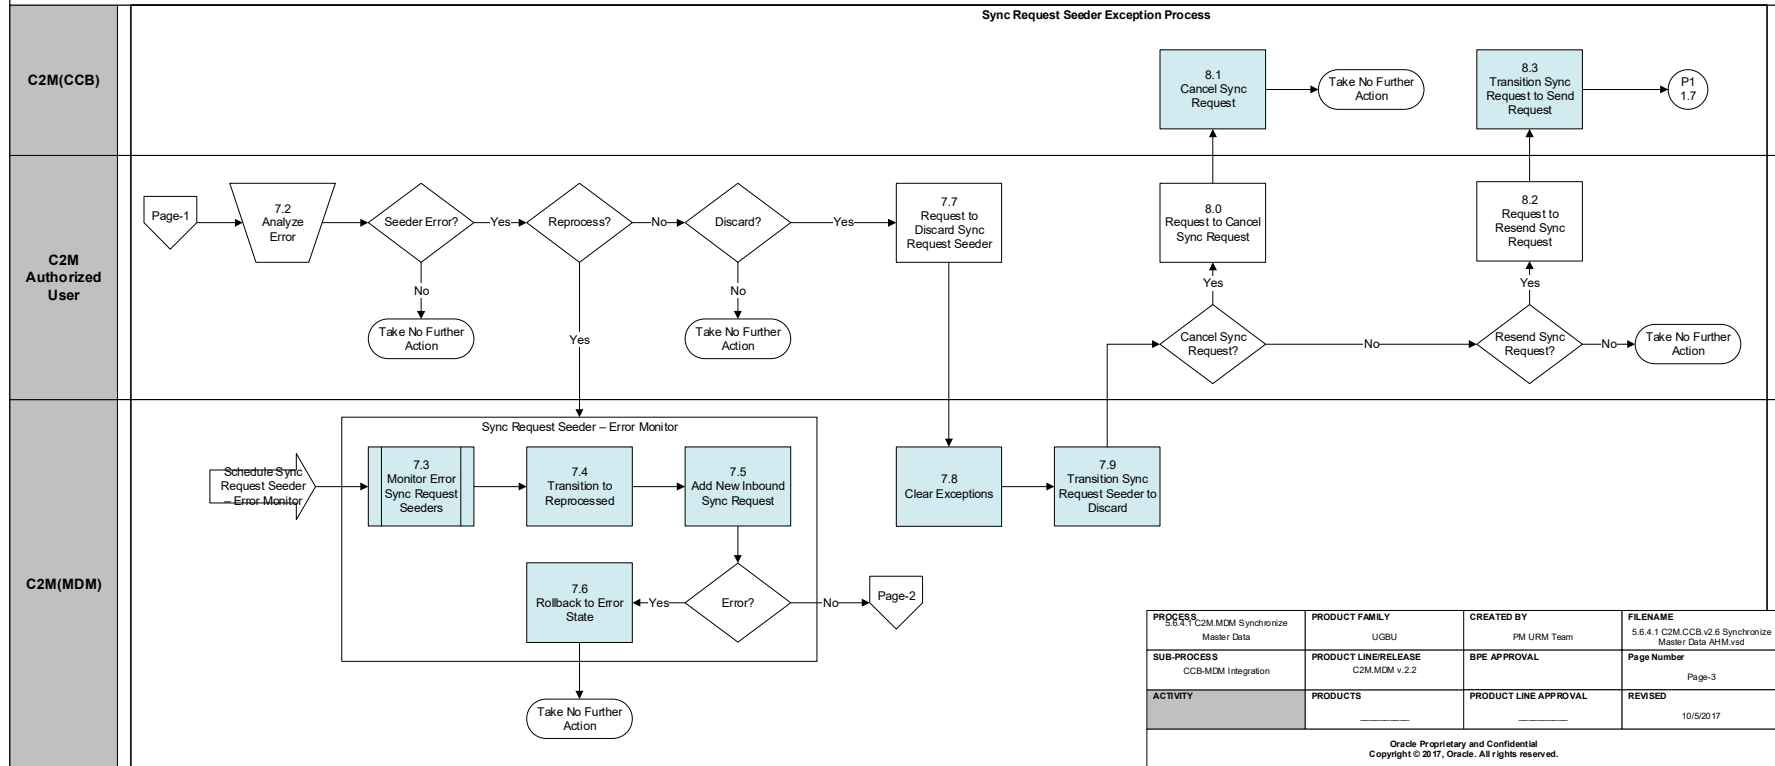 Sync Request Seeder Exception Process
C2M(CCB)
8.1
Cancel Sync
Request
Take No Further
Action
8.3
Transition Sync
Request to Send
Request
P1
1.7
C2M
Authorized
User
Page-1
7.2
Analyze
Error
Seeder Error?
Yes
No
Take No Further
Action
Reprocess?
No
Yes
Discard?
Yes
No
Take No Further
Action
7.7
Request to
Discard Sync
Request Seeder
8.0
Request to Cancel
Sync Request
Yes
Cancel Sync
Request?
No
8.2
Request to
Resend Sync
Request
Yes
Resend Sync
Request?
No
Take No Further
Action
C2M(MDM)
Schedule Sync
Request Seeder
– Error Monitor
Sync Request Seeder – Error Monitor
7.3
Monitor Error
Sync Request
Seeders
7.4
Transition to
Reprocessed
7.5
Add New Inbound
Sync Request
7.6
Rollback to Error
State
Yes
Error?
No
Page-2
Take No Further
Action
7.8
Clear Exceptions
7.9
Transition Sync
Request Seeder to
Discard
PROCESS
5.6.4.1 C2M.MDM Synchronize
Master Data
PRODUCT FAMILY
UGBU
CREATED BY
PM URM Team
FILENAME
5.6.4.1 C2M.CCB.v2.6 Synchronize
Master Data AHM.vsd
SUB-PROCESS
CCB-MDM Integration
PRODUCT LINE/RELEASE
C2M.MDM v.2.2
BPE APPROVAL
Page Number
Page-3
ACTIVITY
PRODUCTS
PRODUCT LINE APPROVAL
REVISED
10/5/2017
Oracle Proprietary and Confidential
Copyright © 2017, Oracle. All rights reserved.